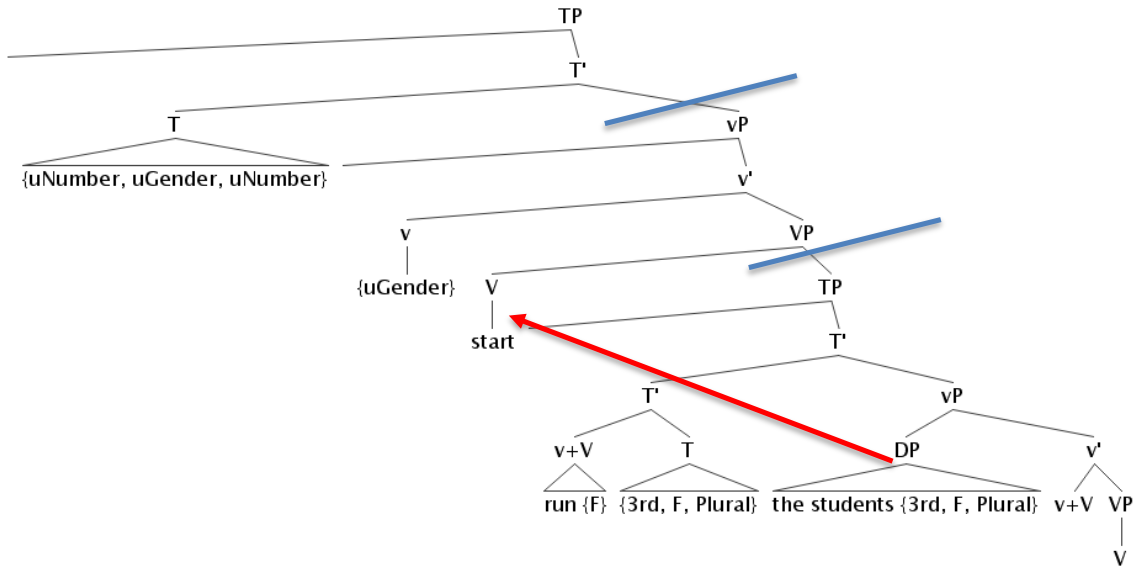 TP
T'
T vP
{uNumber, uGender, uNumber}
v'
v VP
{uGender} V TP
start T'
T' vP
v+V T DP v'
run {F} {3rd, F, Plural} the students {3rd, F, Plural} v+V VP
V